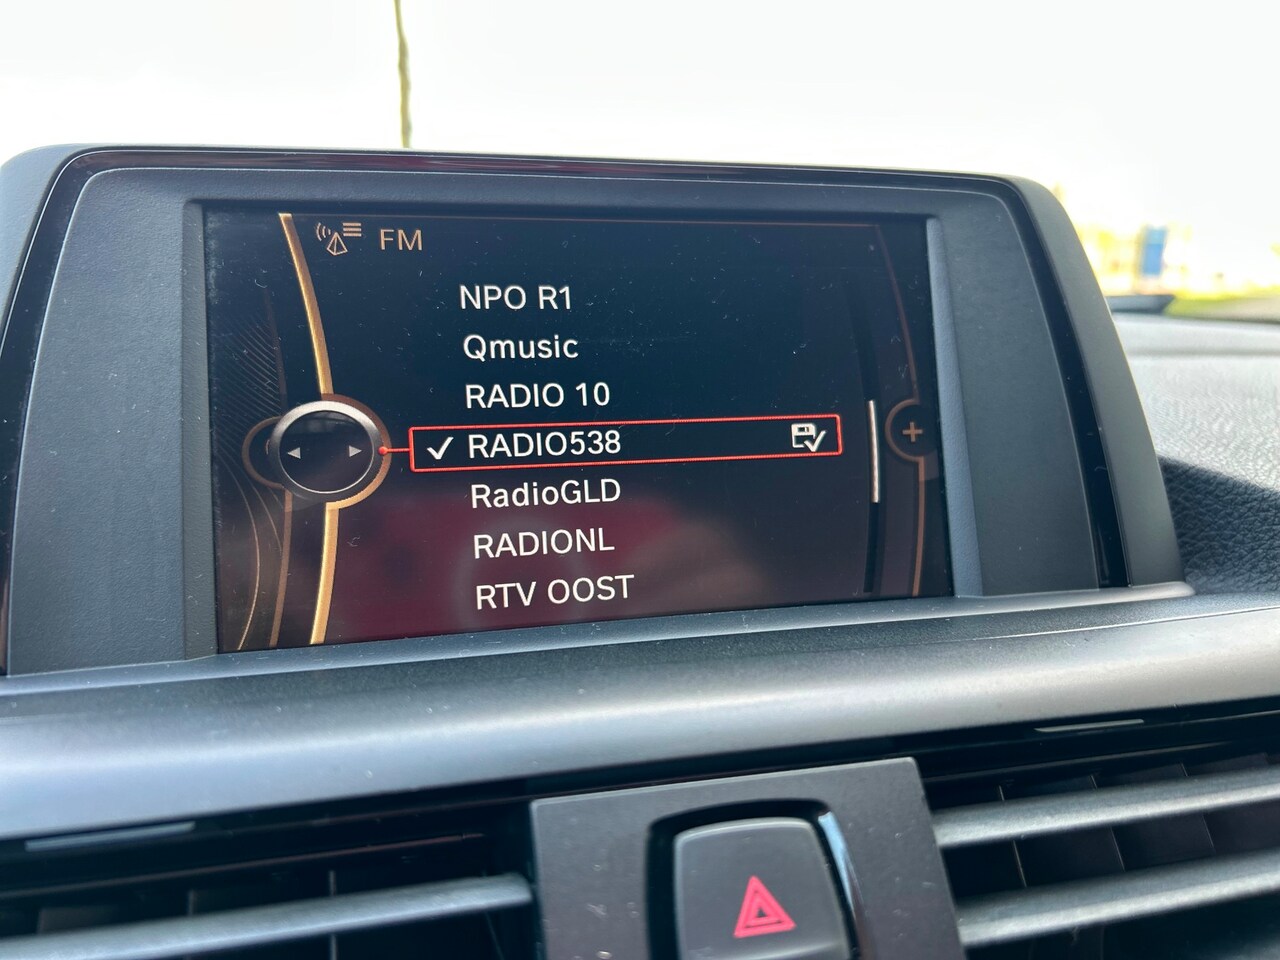 FM
NPO R1
Qmusic
RADIO 10
RADIO538
RadioGLD
RADIONL
RTV OOST